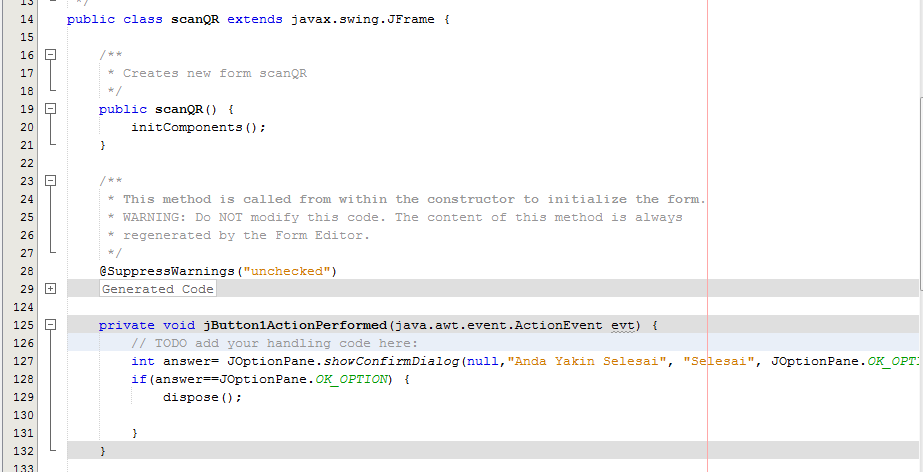 13 */
14 public class scanQR extends javax.swing.JFrame {
15
16 /**
17 * Creates new form scanQR
18 */
19 public scanQR() {
20 initComponents();
21 }
22
23 /**
24 * This method is called from within the constructor to initialize the form.
25 * WARNING: Do NOT modify this code. The content of this method is always
26 * regenerated by the Form Editor.
27 */
28 @SuppressWarnings("unchecked")
29 Generated Code
124
125 private void jButton1ActionPerformed(java.awt.event.ActionEvent evt) {
126 // TODO add your handling code here:
127 int answer= JOptionPane.showConfirmDialog(null,"Anda Yakin Selesai", "Selesai", JOptionPane.OK_OPTI
128 if(answer==JOptionPane.OK_OPTION) {
129 dispose();
130
131 }
132 }
133